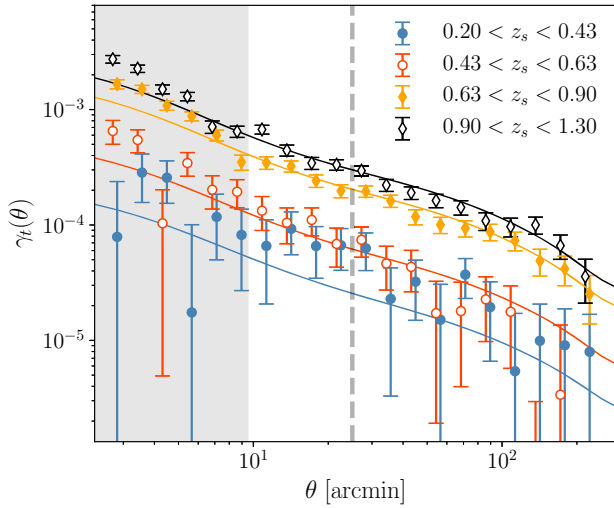 0.20 < z_s < 0.43
0.43 < z_s < 0.63
0.63 < z_s < 0.90
0.90 < z_s < 1.30
10^{-3}
10^{-4}
10^{-5}
γ_t(θ)
10^1
10^2
θ [arcmin]